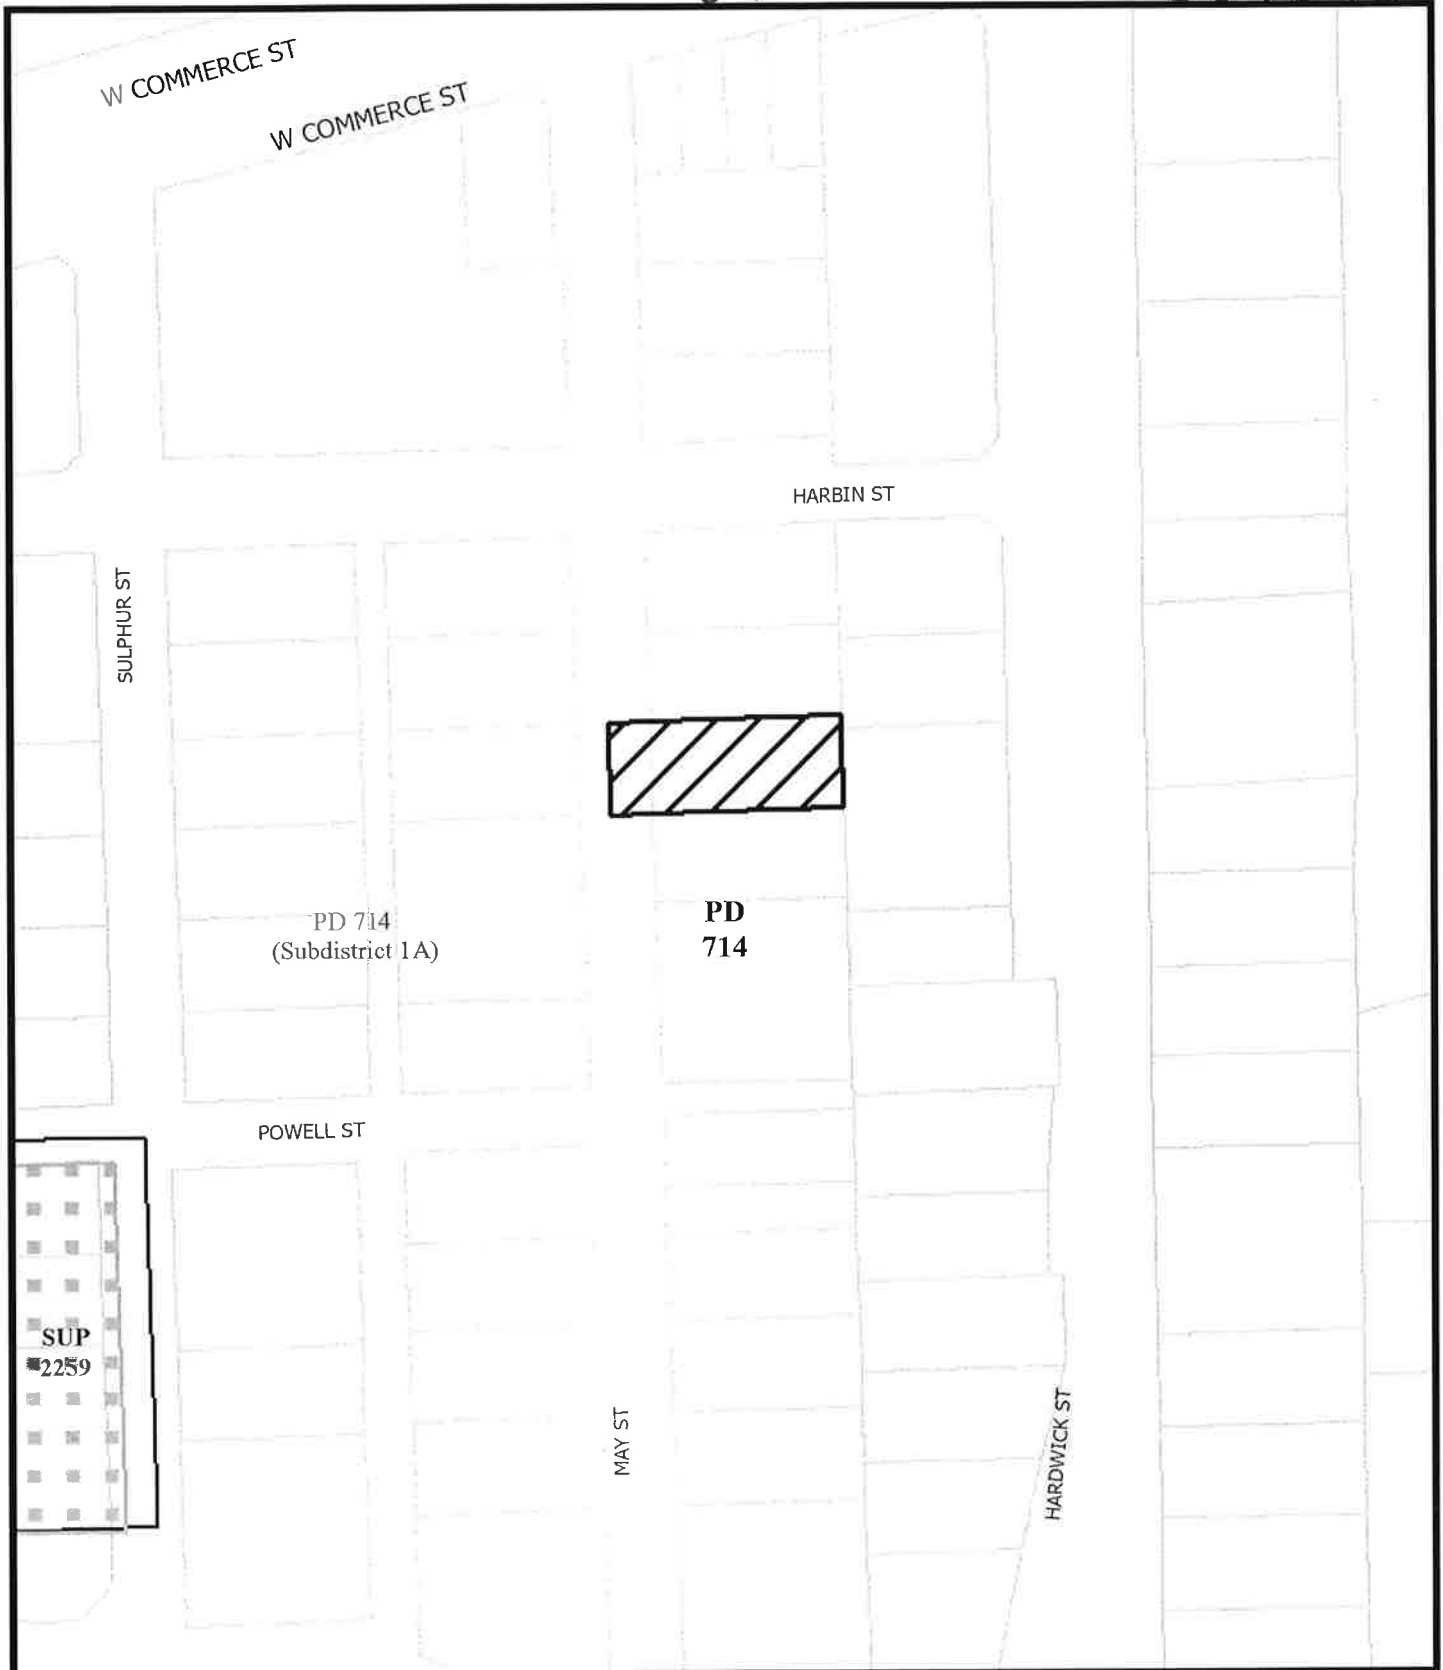 W COMMERCE ST
W COMMERCE ST
HARBIN ST
SULPHUR ST
PD 714
(Subdistrict 1A)
PD
714
POWELL ST
SUP
2259
MAY ST
HARDWICK ST